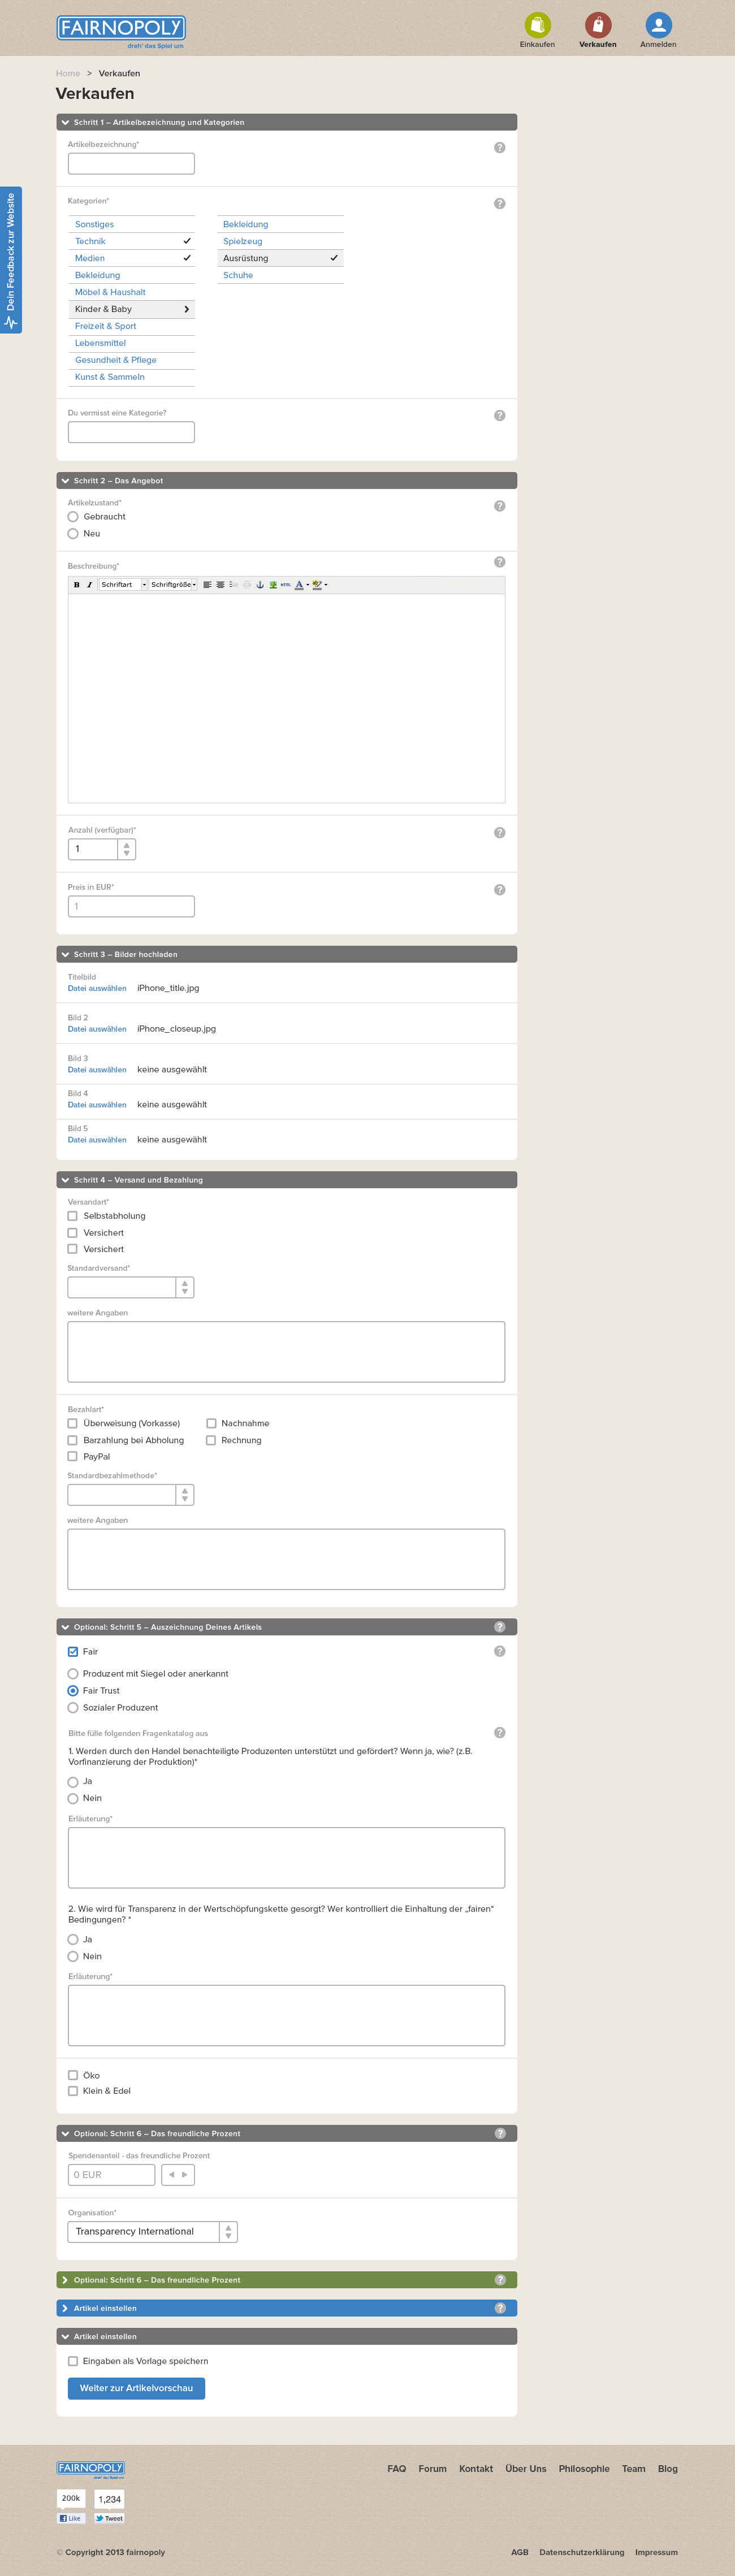 FAIRNOPOLY
dreh' das Spiel um
Einkaufen
Verkaufen
Anmelden
Home > Verkaufen
Verkaufen
Dein Feedback zur Website
Schritt 1 – Artikelbezeichnung und Kategorien
Artikelbezeichnung*
?
Kategorien*
?
Sonstiges
Bekleidung
Technik
Spielzeug
Medien
Ausrüstung
Bekleidung
Schuhe
Möbel & Haushalt
Kinder & Baby
Freizeit & Sport
Lebensmittel
Gesundheit & Pflege
Kunst & Sammeln
Du vermisst eine Kategorie?
?
Schritt 2 – Das Angebot
Artikelzustand*
?
Gebraucht
Neu
Beschreibung*
?
B I Schriftart Schriftgröße HTML A
Anzahl (verfügbar)*
?
1
Preis in EUR*
?
1
Schritt 3 – Bilder hochladen
Titelbild
Datei auswählen iPhone_title.jpg
Bild 2
Datei auswählen iPhone_closeup.jpg
Bild 3
Datei auswählen keine ausgewählt
Bild 4
Datei auswählen keine ausgewählt
Bild 5
Datei auswählen keine ausgewählt
Schritt 4 – Versand und Bezahlung
Versandart*
Selbstabholung
Versichert
Versichert
Standardversand*
weitere Angaben
Bezahlart*
Überweisung (Vorkasse) Nachnahme
Barzahlung bei Abholung Rechnung
PayPal
Standardbezahlmethode*
weitere Angaben
Optional: Schritt 5 – Auszeichnung Deines Artikels ?
Fair
?
Produzent mit Siegel oder anerkannt
Fair Trust
Sozialer Produzent
Bitte fülle folgenden Fragenkatalog aus
?
1. Werden durch den Handel benachteiligte Produzenten unterstützt und gefördert? Wenn ja, wie? (z.B.
Vorfinanzierung der Produktion)*
Ja
Nein
Erläuterung*
2. Wie wird für Transparenz in der Wertschöpfungskette gesorgt? Wer kontrolliert die Einhaltung der „fairen“
Bedingungen? *
Ja
Nein
Erläuterung*
Öko
Klein & Edel
Optional: Schritt 6 – Das freundliche Prozent ?
Spendenanteil - das freundliche Prozent
0 EUR
Organisation*
Transparency International
Optional: Schritt 6 – Das freundliche Prozent ?
Artikel einstellen ?
Artikel einstellen
Eingaben als Vorlage speichern
Weiter zur Artikelvorschau
FAIRNOPOLY
dreh' das Spiel um
FAQ Forum Kontakt Über Uns Philosophie Team Blog
200k 1,234
Like Tweet
© Copyright 2013 fairnopoly
AGB Datenschutzerklärung Impressum